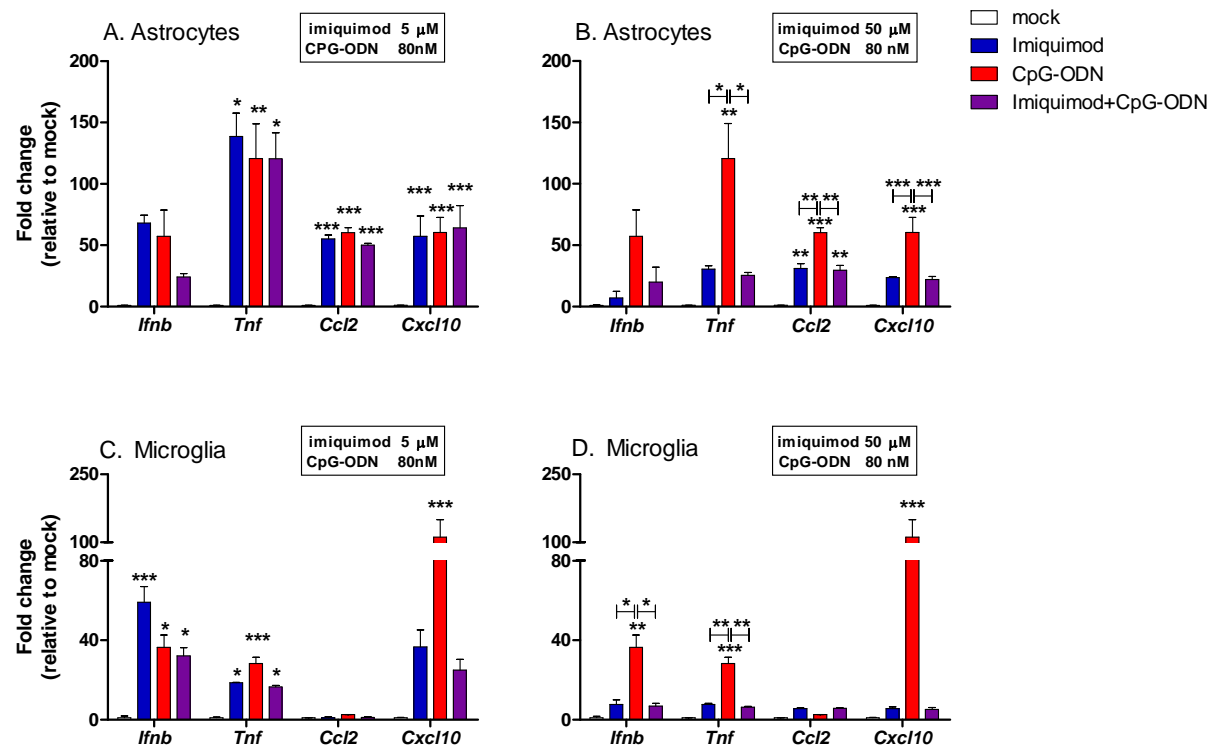 A. Astrocytes
imiquimod 5 μM
CPG-ODN 80nM
Fold change
(relative to mock)
200
150
100
50
0
* ** *
*** *** ***
*** *** ***
Ifnb Tnf Ccl2 Cxcl10
B. Astrocytes
imiquimod 50 μM
CpG-ODN 80 nM
200
150
100
50
0
* *
**
** **
** *** **
*** ***
***
Ifnb Tnf Ccl2 Cxcl10
mock
Imiquimod
CpG-ODN
Imiquimod+CpG-ODN
C. Microglia
imiquimod 5 μM
CpG-ODN 80nM
Fold change
(relative to mock)
250
100
80
40
0
*** * *
* *** *
***
Ifnb Tnf Ccl2 Cxcl10
D. Microglia
imiquimod 50 μM
CpG-ODN 80 nM
250
100
80
40
0
* *
**
** **
***
***
Ifnb Tnf Ccl2 Cxcl10